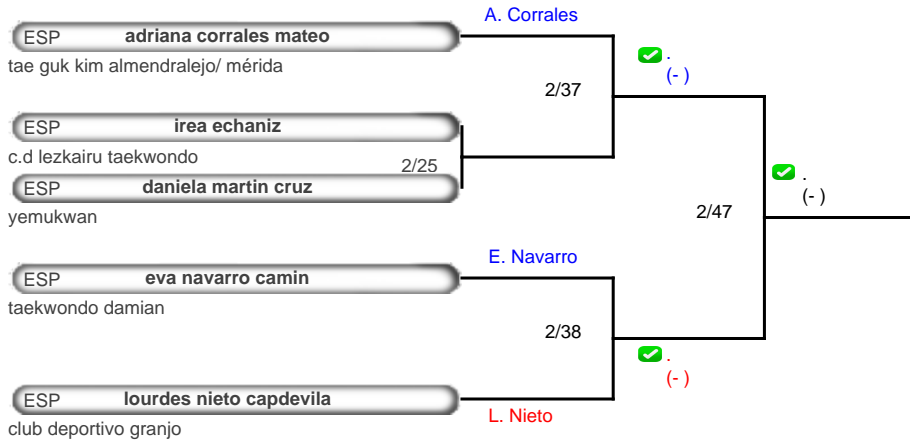 A. Corrales
ESP adriana corrales mateo
tae guk kim almendralejo/ mérida
.
(- )
2/37
ESP irea echaniz
c.d lezkairu taekwondo
2/25
ESP daniela martin cruz
yemukwan
.
(- )
2/47
E. Navarro
ESP eva navarro camin
taekwondo damian
2/38
.
(- )
ESP lourdes nieto capdevila
L. Nieto
club deportivo granjo